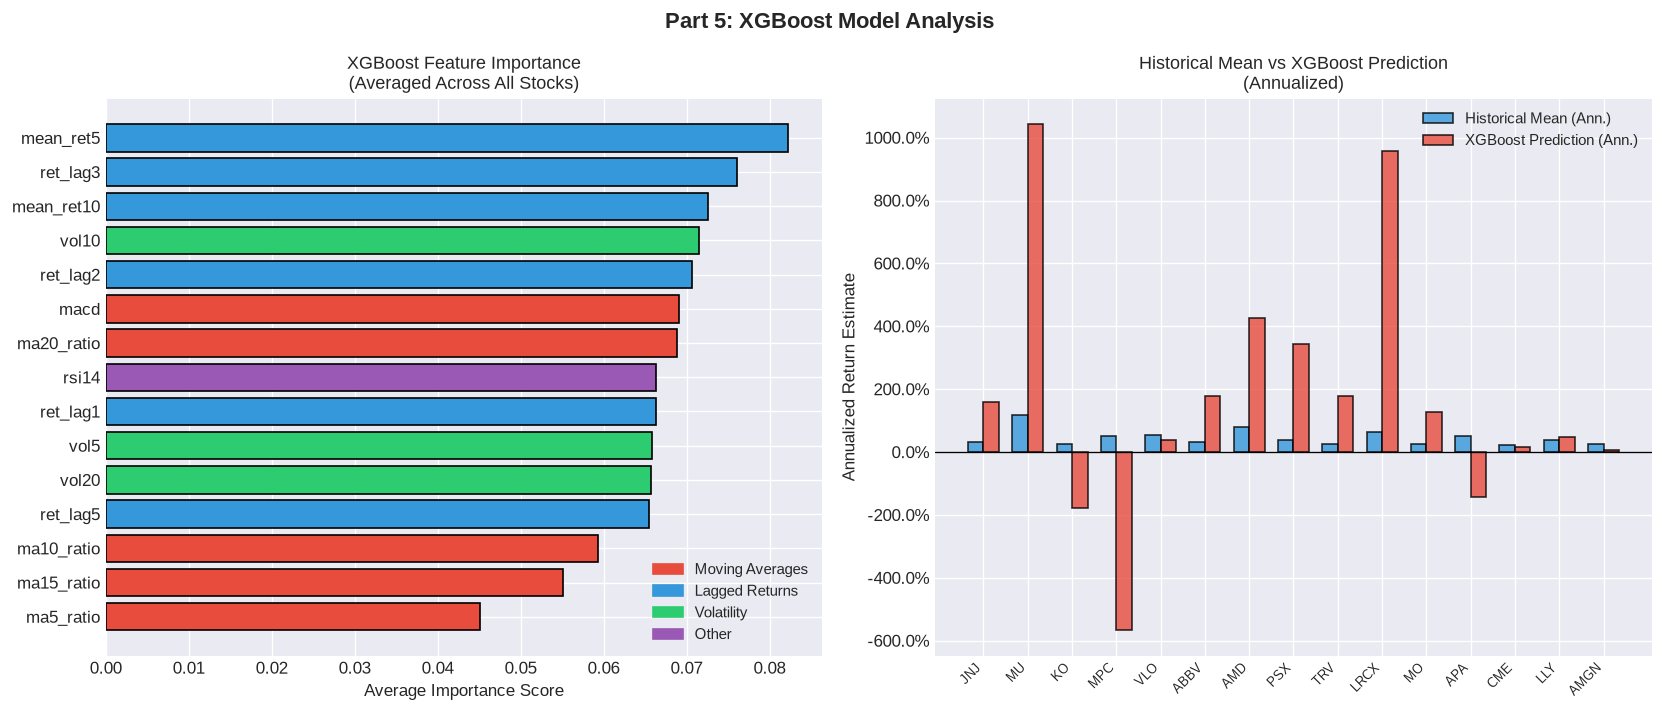 Part 5: XGBoost Model Analysis
XGBoost Feature Importance
(Averaged Across All Stocks)
mean_ret5
ret_lag3
mean_ret10
vol10
ret_lag2
macd
ma20_ratio
rsi14
ret_lag1
vol5
vol20
ret_lag5
ma10_ratio
ma15_ratio
ma5_ratio
Moving Averages
Lagged Returns
Volatility
Other
0.00 0.01 0.02 0.03 0.04 0.05 0.06 0.07 0.08
Average Importance Score
Historical Mean vs XGBoost Prediction
(Annualized)
Historical Mean (Ann.)
XGBoost Prediction (Ann.)
Annualized Return Estimate
1000.0%
800.0%
600.0%
400.0%
200.0%
0.0%
-200.0%
-400.0%
-600.0%
JNJ MU KO MPC VLO ABBV AMD PSX TRV LRCX MO APA CME LLY AMGN